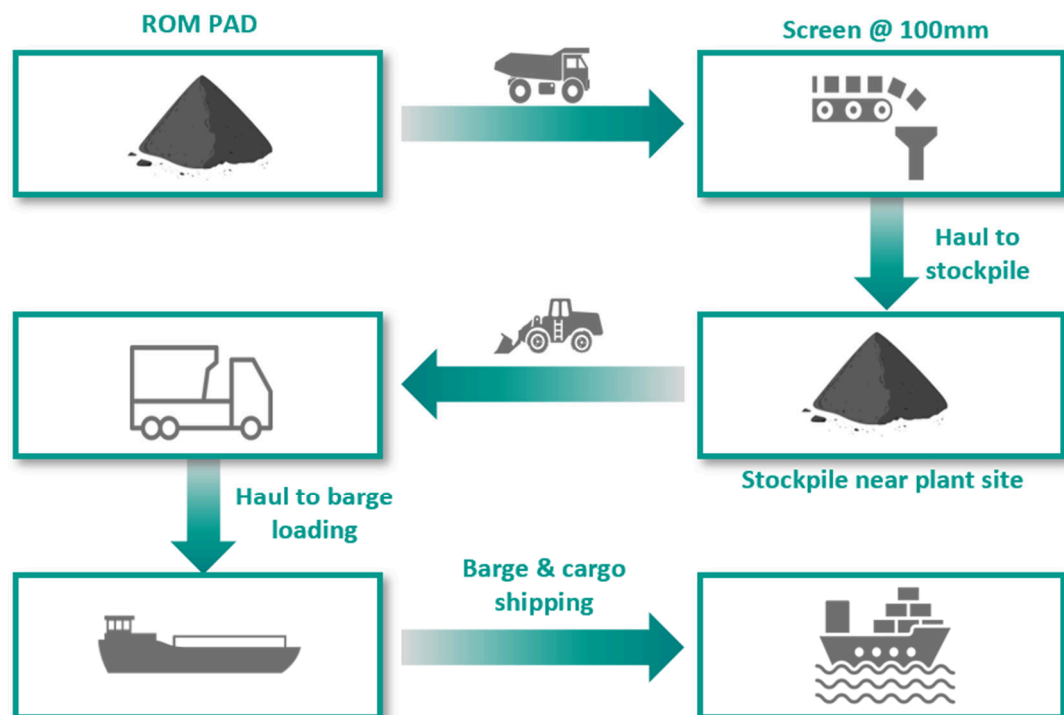 ROM PAD
Screen @ 100mm
Haul to
stockpile
Stockpile near plant site
Haul to barge
loading
Barge & cargo
shipping